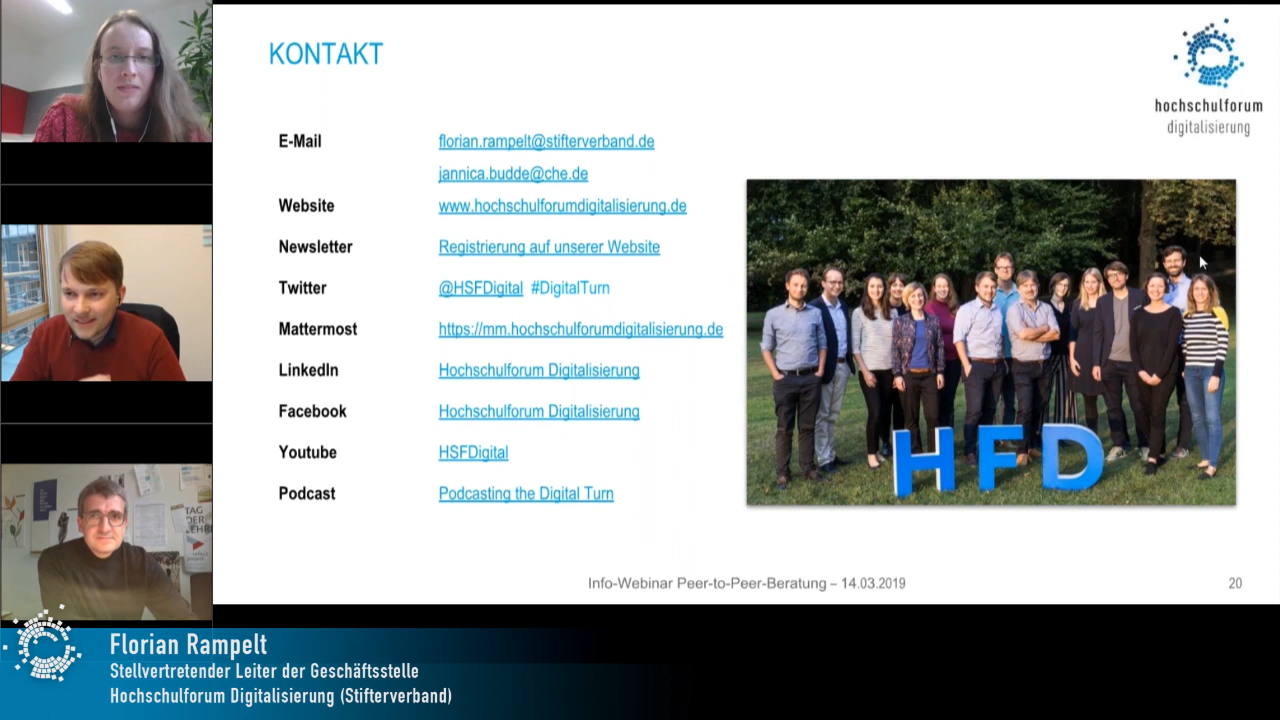 KONTAKT
hochschulforum
digitalisierung
E-Mail florian.rampelt@stifterverband.de
jannica.budde@che.de
Website www.hochschulforumdigitalisierung.de
Newsletter Registrierung auf unserer Website
Twitter @HSFDigital #DigitalTurn
Mattermost https://mm.hochschulforumdigitalisierung.de
LinkedIn Hochschulforum Digitalisierung
Facebook Hochschulforum Digitalisierung
Youtube HSFDigital
Podcast Podcasting the Digital Turn
HFD
TAG
DER
LEHRE
Info-Webinar Peer-to-Peer-Beratung – 14.03.2019 20
Florian Rampelt
Stellvertretender Leiter der Geschäftsstelle
Hochschulforum Digitalisierung (Stifterverband)